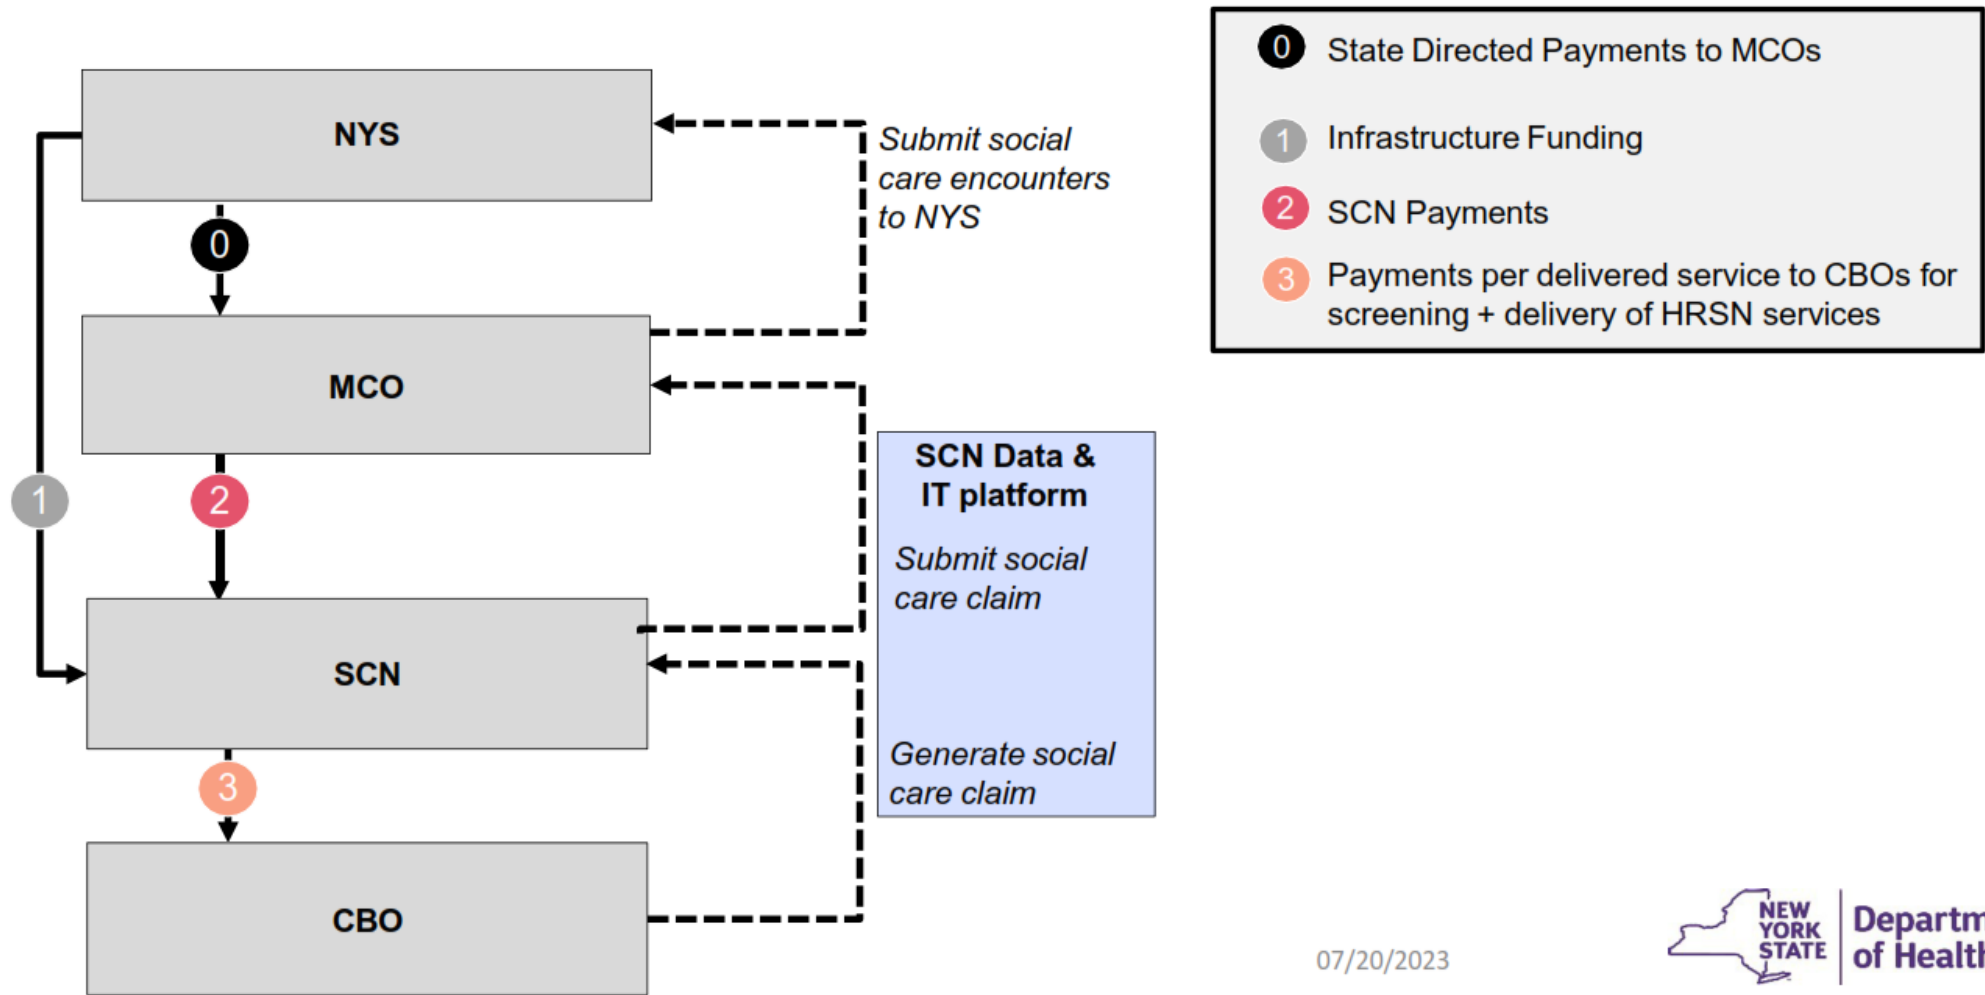 NYS
0
Submit social
care encounters
to NYS
MCO
1
2
SCN Data &
IT platform
Submit social
care claim
SCN
Generate social
care claim
3
CBO
0 State Directed Payments to MCOs
1 Infrastructure Funding
2 SCN Payments
3 Payments per delivered service to CBOs for
screening + delivery of HRSN services
07/20/2023
NEW
YORK
STATE
Departm
of Health